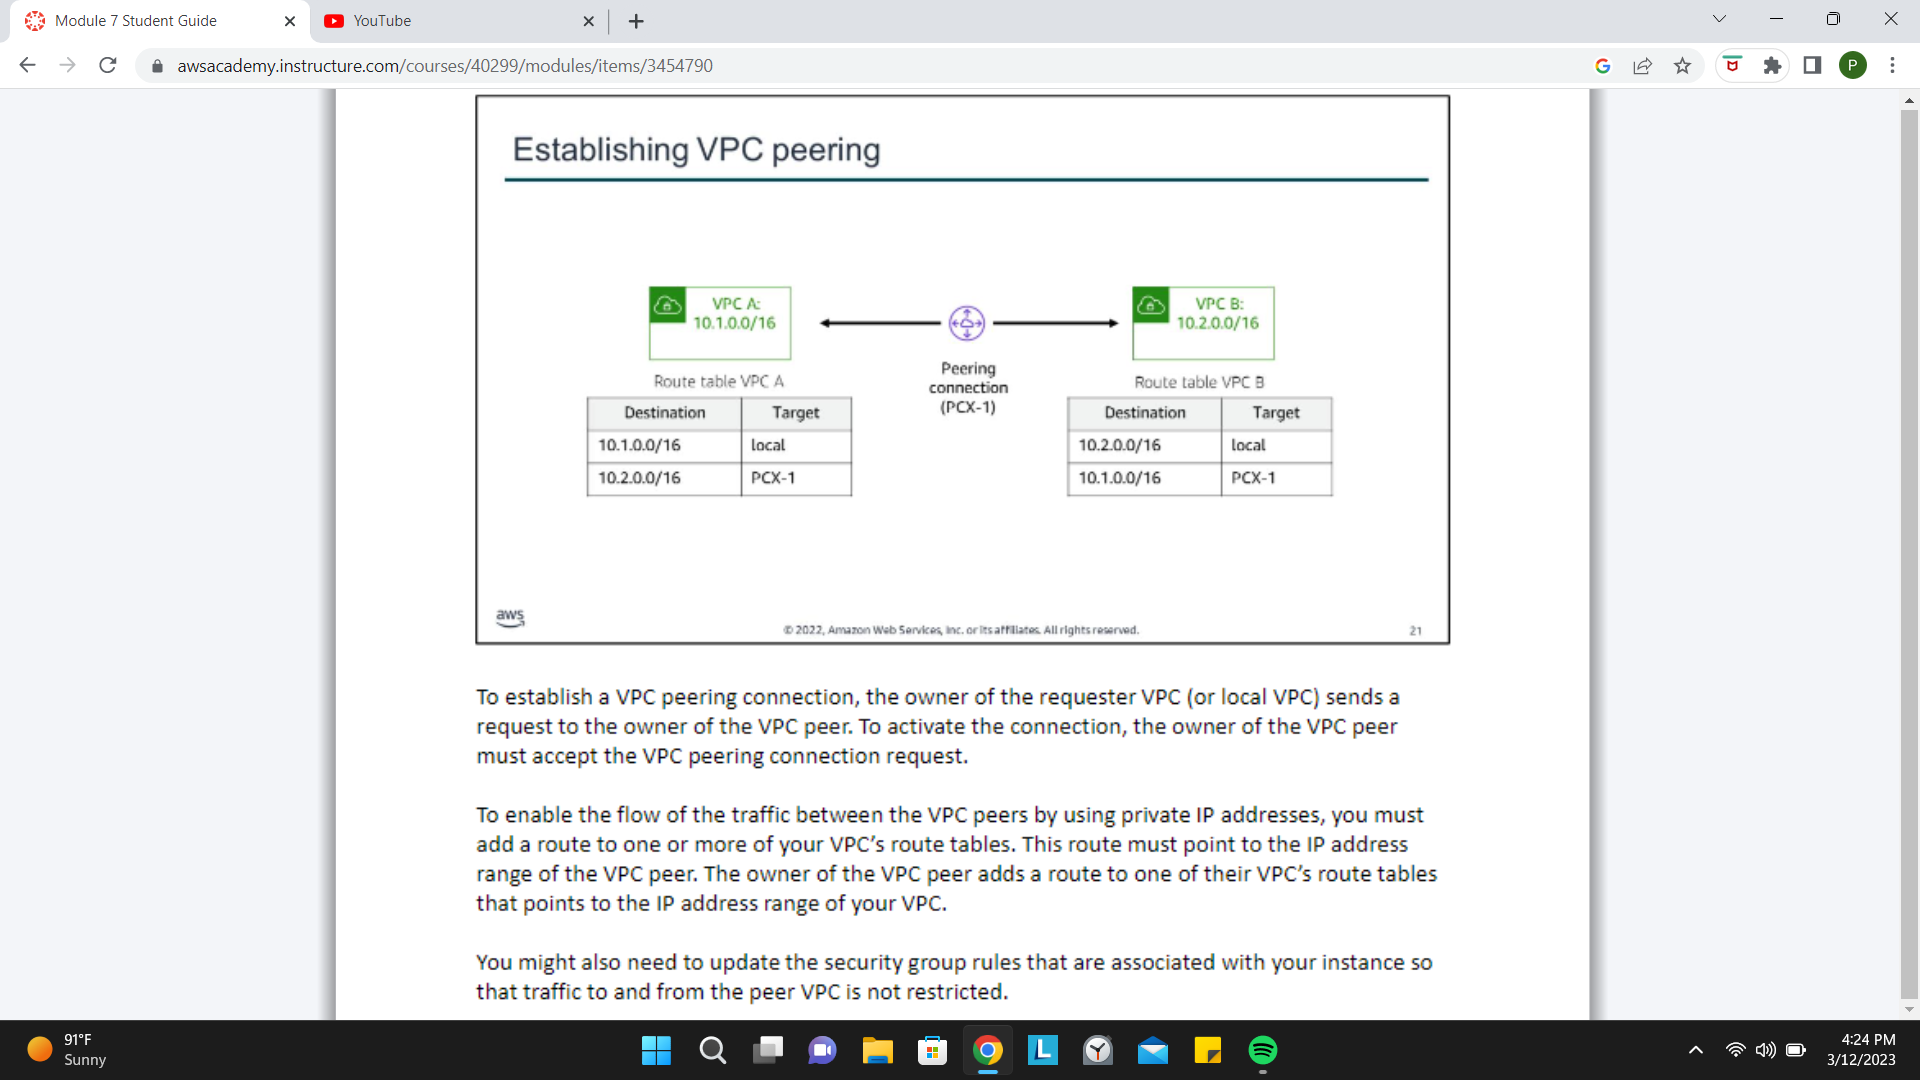 Module 7 Student Guide
YouTube
awsacademy.instructure.com/courses/40299/modules/items/3454790
P
Establishing VPC peering
VPC A:
10.1.0.0/16
VPC B:
10.2.0.0/16
Peering
connection
(PCX-1)
Route table VPC A
Destination Target
10.1.0.0/16 local
10.2.0.0/16 PCX-1
Route table VPC B
Destination Target
10.2.0.0/16 local
10.1.0.0/16 PCX-1
aws
© 2022, Amazon Web Services, Inc. or its affiliates. All rights reserved.
21
To establish a VPC peering connection, the owner of the requester VPC (or local VPC) sends a
request to the owner of the VPC peer. To activate the connection, the owner of the VPC peer
must accept the VPC peering connection request.
To enable the flow of the traffic between the VPC peers by using private IP addresses, you must
add a route to one or more of your VPC’s route tables. This route must point to the IP address
range of the VPC peer. The owner of the VPC peer adds a route to one of their VPC’s route tables
that points to the IP address range of your VPC.
You might also need to update the security group rules that are associated with your instance so
that traffic to and from the peer VPC is not restricted.
91°F
Sunny
L
4:24 PM
3/12/2023